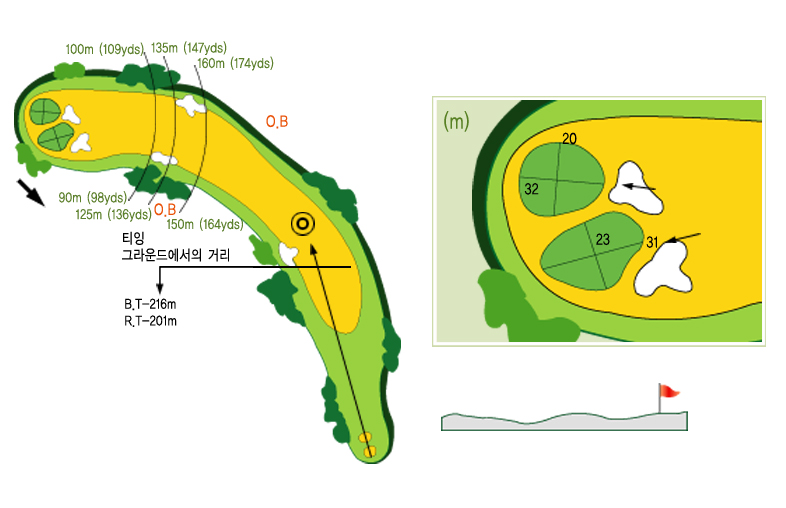 100m (109yds)
135m (147yds)
160m (174yds)
O.B
90m (98yds)
125m (136yds)
O.B
150m (164yds)
티잉
그라운드에서의 거리
B.T-216m
R.T-201m
(m)
20
32
23
31